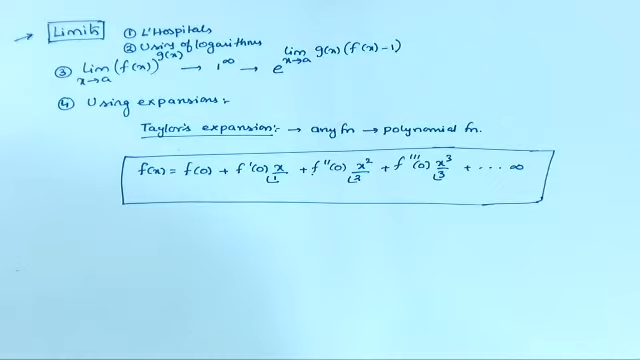 → Limits ① L'Hospitals
② Using of logarithms
③ lim x→a (f(x))^g(x) → 1^∞ → e^lim x→a g(x)(f(x)-1)
④ Using expansions:-
Taylor's expansion:- → any fn → polynomial fn.
f(x) = f(0) + f'(0) x/⌊1 + f''(0) x²/⌊2 + f'''(0) x³/⌊3 + ... ∞